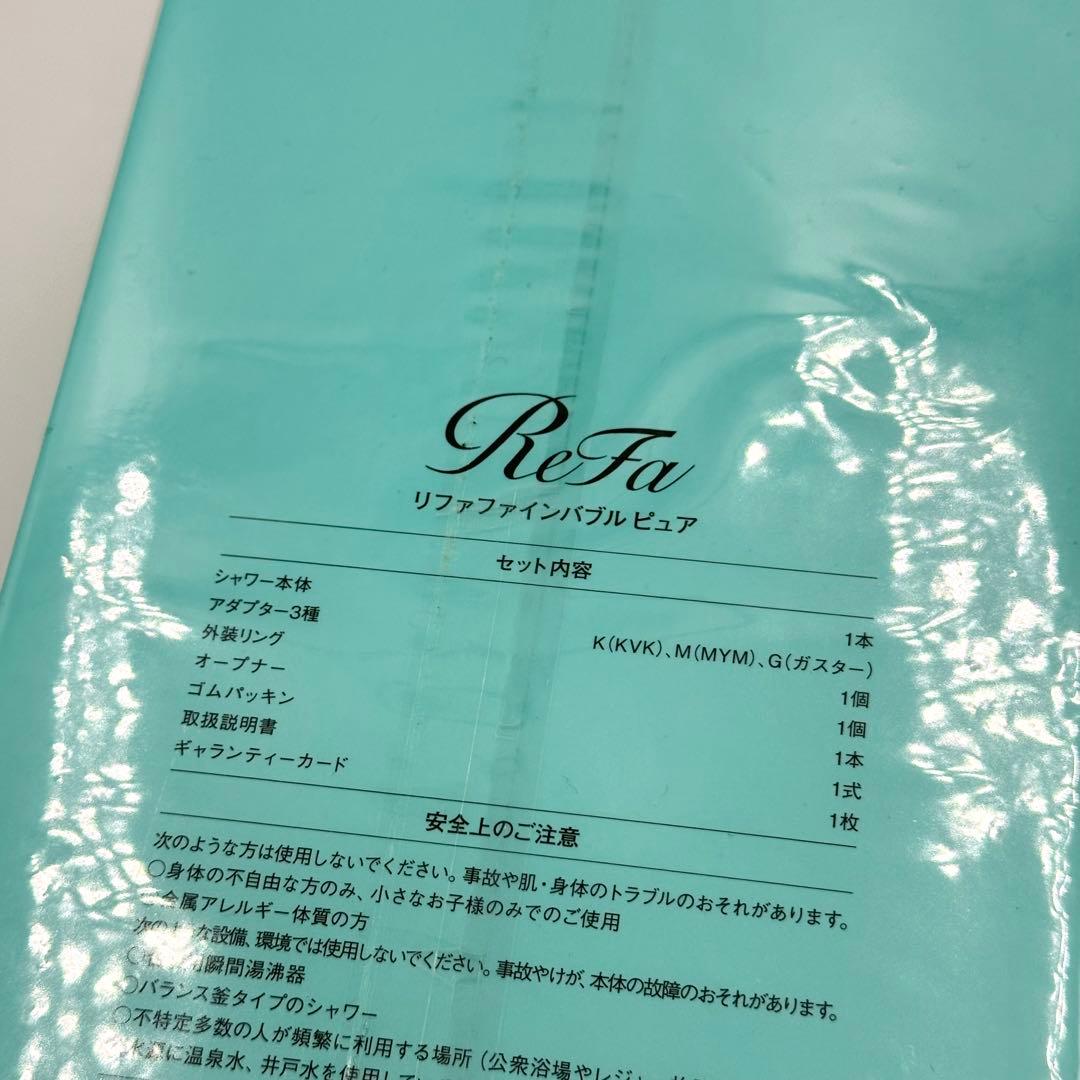 ReFa
リファファインバブル ピュア
セット内容
シャワー本体 1本
アダプター3種 K(KVK)、M(MYM)、G(ガスター)
外装リング 1個
オープナー 1個
ゴムパッキン 1本
取扱説明書 1式
ギャランティーカード 1枚
安全上のご注意
次のような方は使用しないでください。事故や肌・身体のトラブルのおそれがあります。
○身体の不自由な方のみ、小さなお子様のみでのご使用
金属アレルギー体質の方
設備、環境では使用しないでください。事故やけが、本体の故障のおそれがあります。
瞬間湯沸器
○バランス釜タイプのシャワー
○不特定多数の人が頻繁に利用する場所(公衆浴場やレジ
水源に温泉水、井戸水を使用して